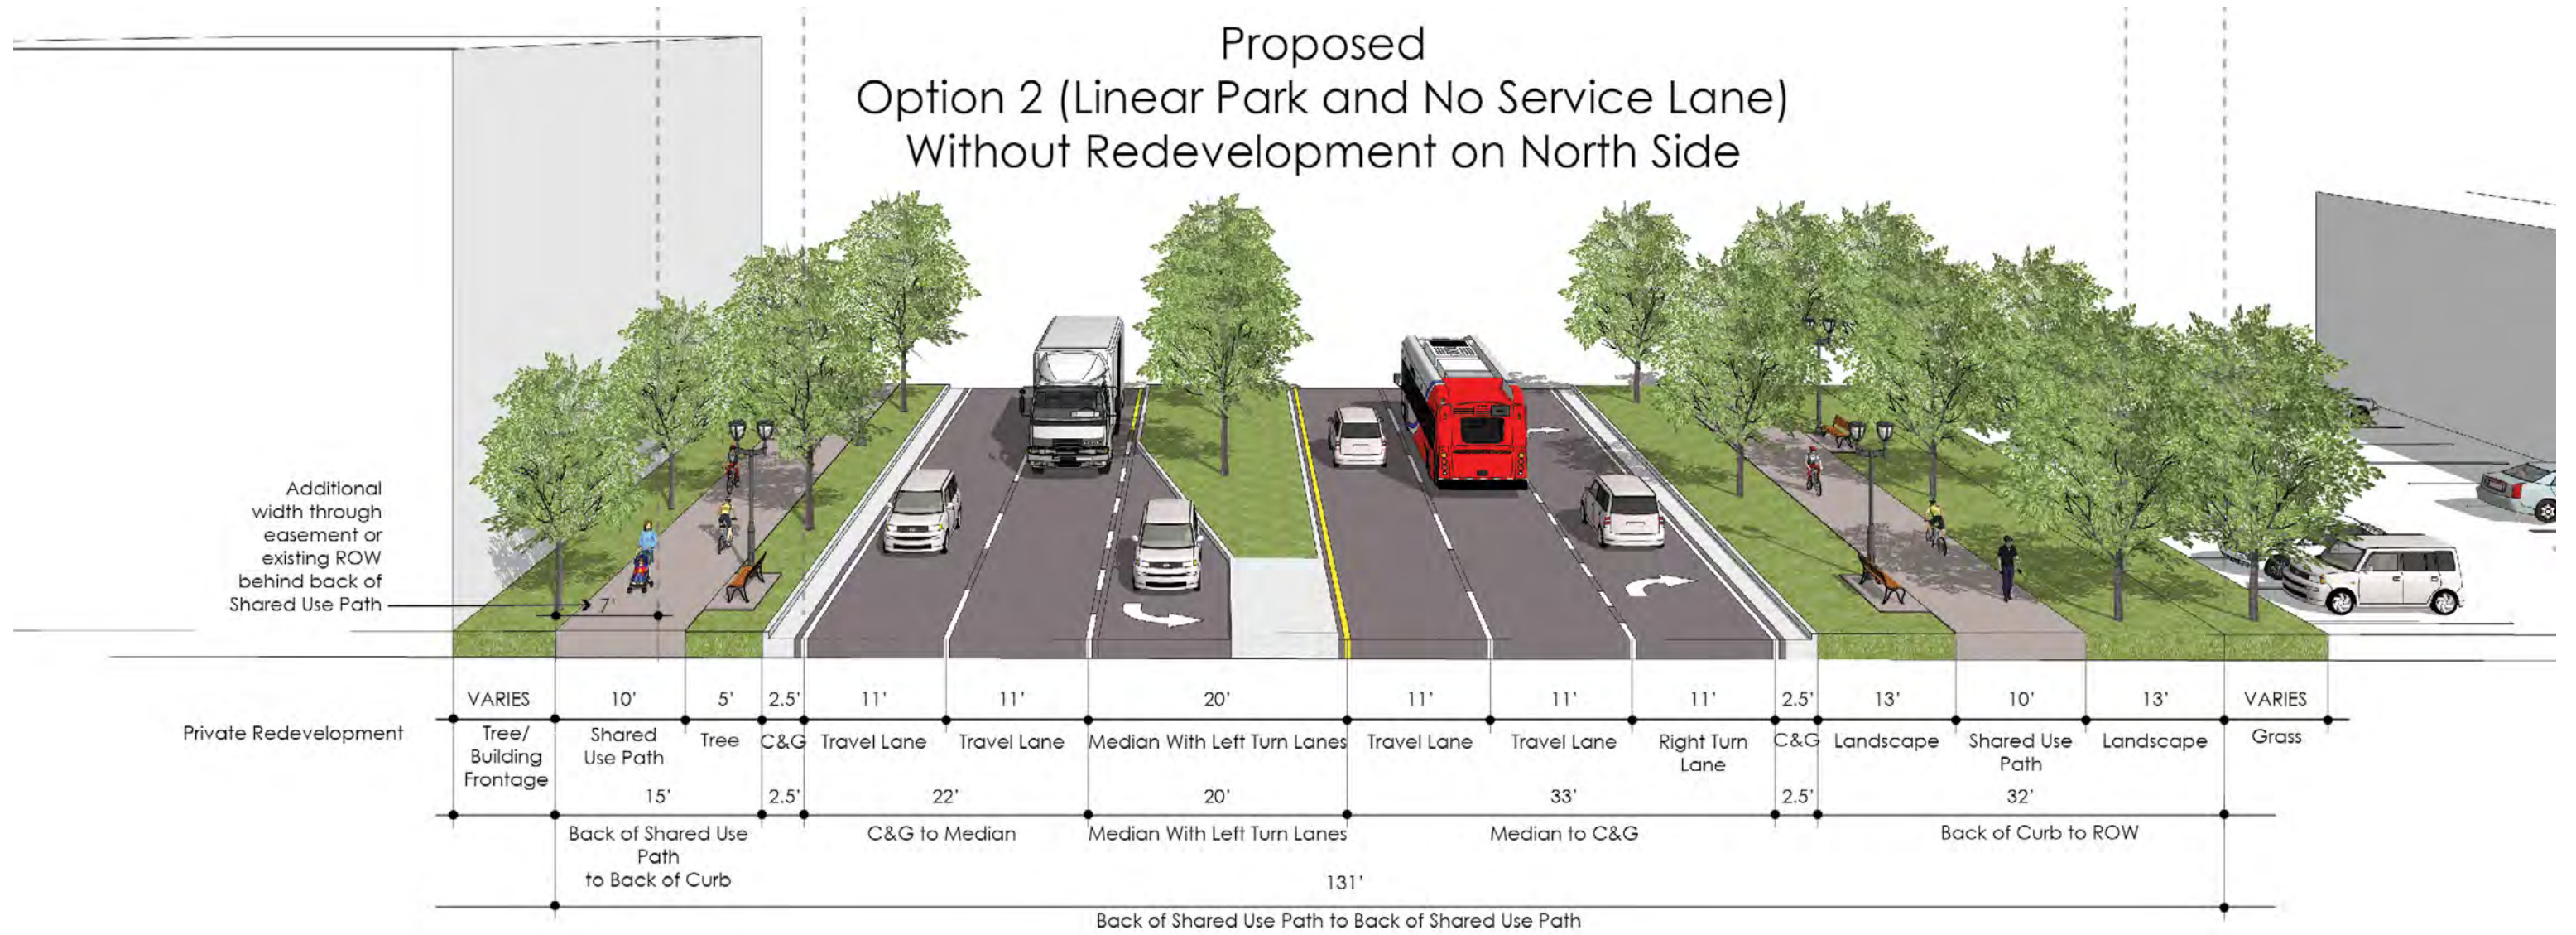 Proposed
Option 2 (Linear Park and No Service Lane)
Without Redevelopment on North Side
Additional
width through
easement or
existing ROW
behind back of
Shared Use Path
7'
VARIES 10' 5' 2.5' 11' 11' 20' 11' 11' 11' 2.5' 13' 10' 13' VARIES
Private Redevelopment
Tree/
Building
Frontage
Shared
Use Path
Tree
C&G
Travel Lane
Travel Lane
Median With Left Turn Lanes
Travel Lane
Travel Lane
Right Turn
Lane
C&G
Landscape
Shared Use
Path
Landscape
Grass
15' 2.5' 22' 20' 33' 2.5' 32'
Back of Shared Use
Path
to Back of Curb
C&G to Median
Median With Left Turn Lanes
Median to C&G
Back of Curb to ROW
131'
Back of Shared Use Path to Back of Shared Use Path